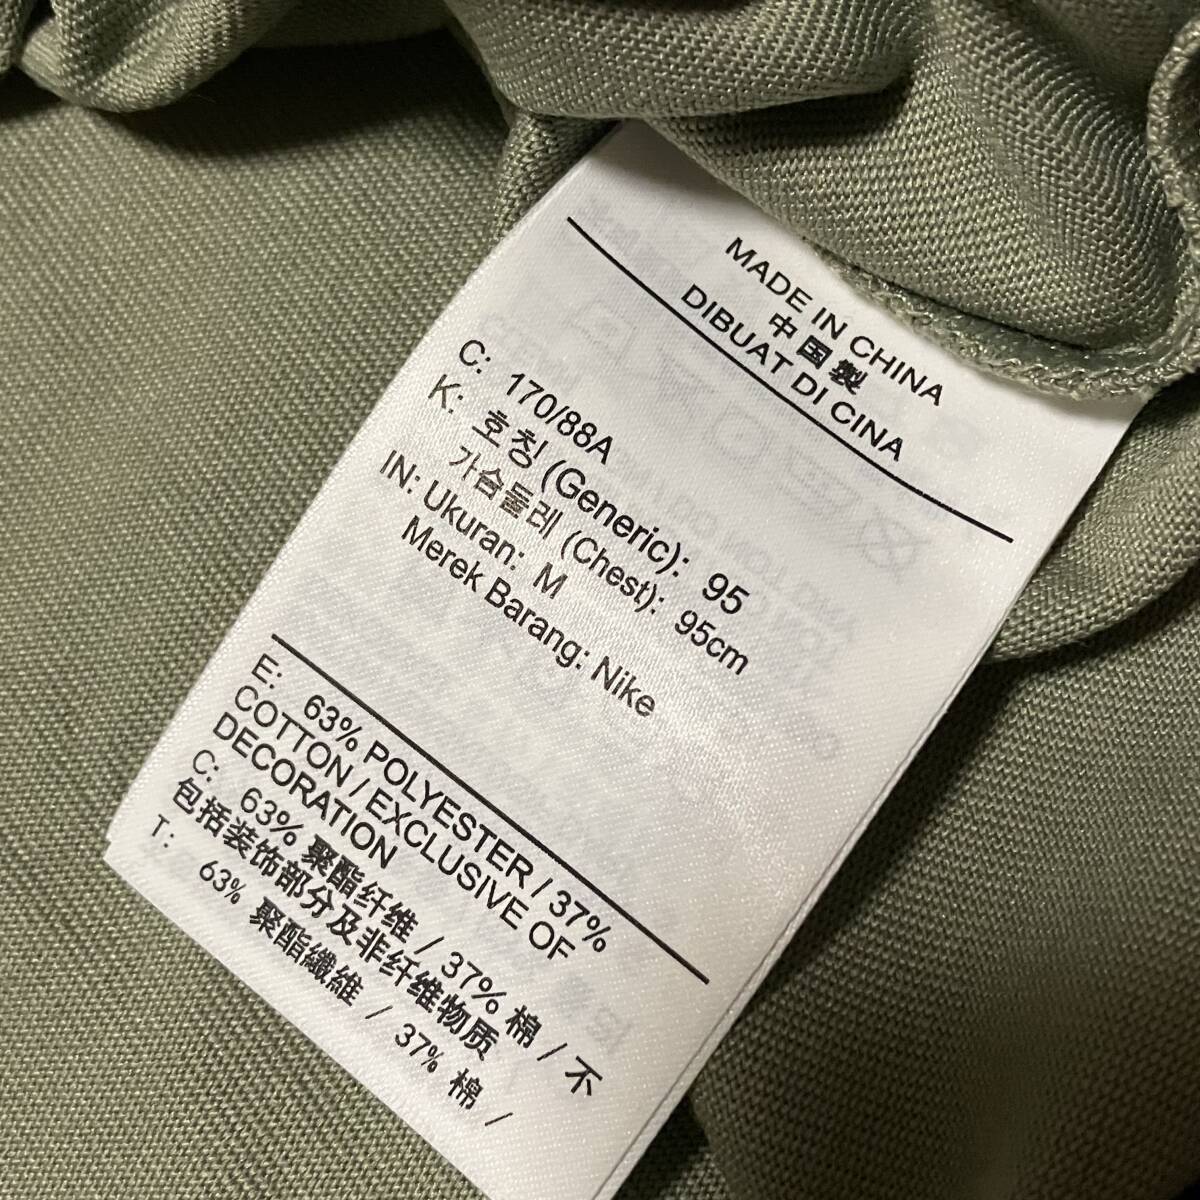 MADE IN CHINA
中国製
DIBUAT DI CINA
C: 170/88A
K: 호칭 (Generic): 95
가슴둘레 (Chest): 95cm
IN: Ukuran: M
Merek Barang: Nike
E: 63% POLYESTER / 37%
COTTON / EXCLUSIVE OF
DECORATION
C: 63% 聚酯纤维 / 37% 棉 / 不
包括装饰部分及非纤维物质
T: 63% 聚酯纖維 / 37% 棉 /